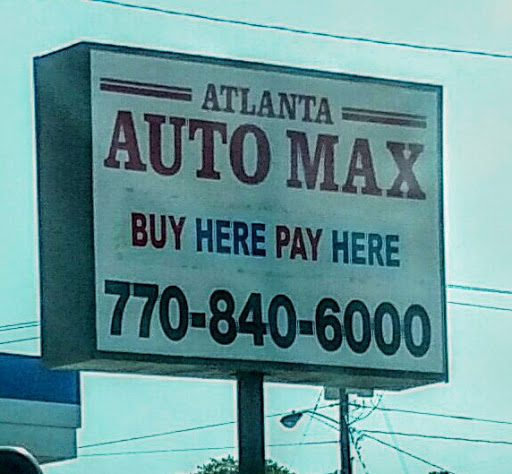 ATLANTA
AUTO MAX
BUY HERE PAY HERE
770-840-6000